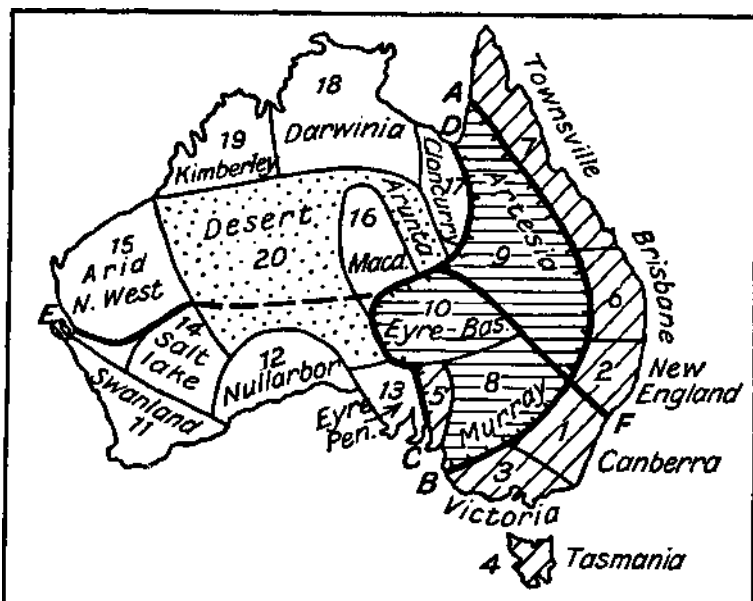 Townsville
A
D
7
18
Darwinia
19
Kimberley
Cloncurry
17
Artesia
Arunta
16
Macd.
Desert
20
15
Arid
N. West
9
Brisbane
6
E
14
Salt
lake
10
Eyre-Bas.
12
Nullarbor
13
Eyre
Pen.
5
8
Murray
2
New
England
Swanland
11
C
B
1
F
3
Canberra
Victoria
4
Tasmania